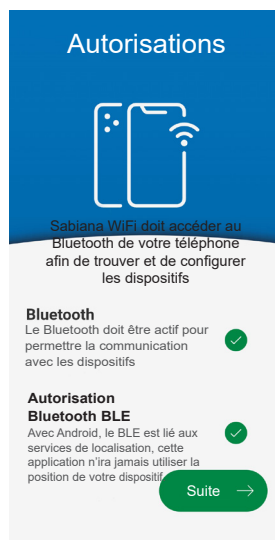 Autorisations
Sabiana WiFi doit accéder au
Bluetooth de votre téléphone
afin de trouver et de configurer
les dispositifs
Bluetooth
Le Bluetooth doit être actif pour
permettre la communication
avec les dispositifs
Autorisation
Bluetooth BLE
Avec Android, le BLE est lié aux
services de localisation, cette
application n'ira jamais utiliser la
position de votre dispositif
Suite